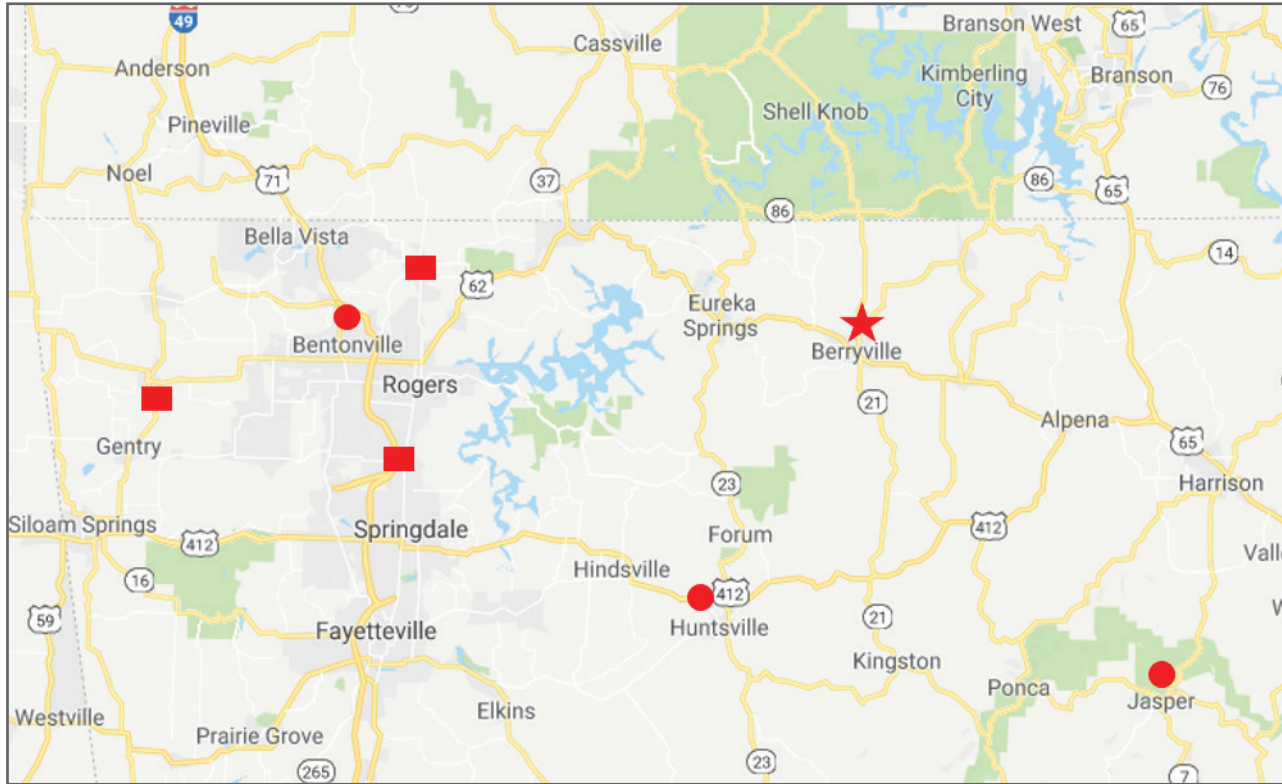 49
76
Branson West
65
Cassville
Anderson
Kimberling
City
Branson
76
Shell Knob
Pineville
Noel
71
37
86
65
86
Bella Vista
14
62
Eureka
Springs
Bentonville
Berryville
Rogers
21
Alpena
Gentry
65
23
Harrison
Siloam Springs
Springdale
412
Forum
412
Valle
16
Hindsville
412
59
Huntsville
21
Fayetteville
Kingston
Ponca
Jasper
Westville
Elkins
Prairie Grove
23
265
7